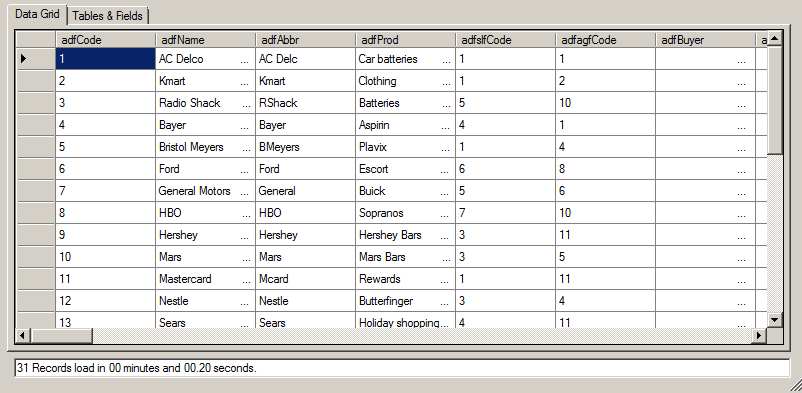 Data Grid Tables & Fields
adfCode adfName adfAbbr adfProd adfslfCode adfagfCode adfBuyer a
1 AC Delco ... AC Delc Car batteries ... 1 1 ...
2 Kmart ... Kmart Clothing ... 1 2 ...
3 Radio Shack ... RShack Batteries ... 5 10 ...
4 Bayer ... Bayer Aspirin ... 4 1 ...
5 Bristol Meyers ... BMeyers Plavix ... 1 4 ...
6 Ford ... Ford Escort ... 6 8 ...
7 General Motors ... General Buick ... 5 6 ...
8 HBO ... HBO Sopranos ... 7 10 ...
9 Hershey ... Hershey Hershey Bars ... 3 11 ...
10 Mars ... Mars Mars Bars ... 3 5 ...
11 Mastercard ... Mcard Rewards ... 1 11 ...
12 Nestle ... Nestle Butterfinger ... 3 4 ...
13 Sears ... Sears Holiday shopping... 4 11 ...
31 Records load in 00 minutes and 00.20 seconds.